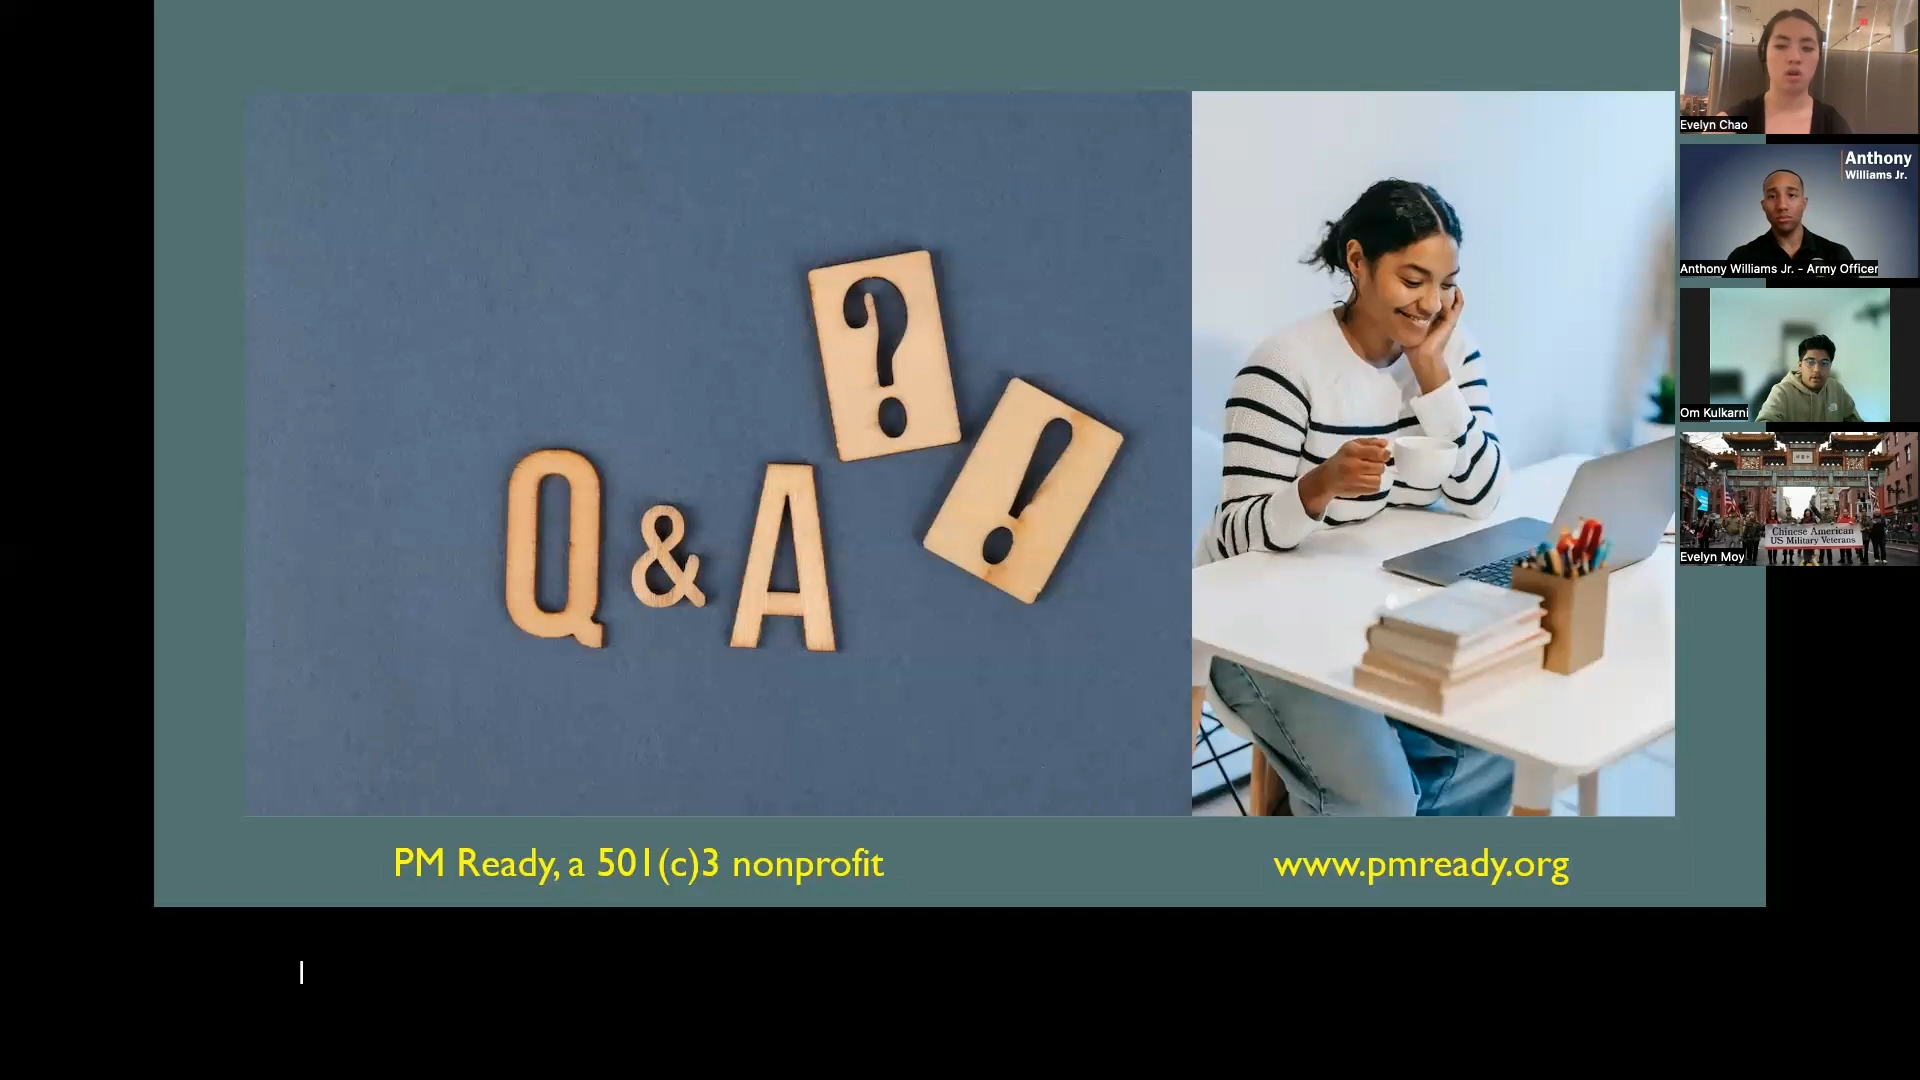 Q & A
?
!
PM Ready, a 501(c)3 nonprofit
www.pmready.org
Evelyn Chao
Anthony
Williams Jr.
Anthony Williams Jr. - Army Officer
Om Kulkarni
Chinese American
US Military Veterans
Evelyn Moy